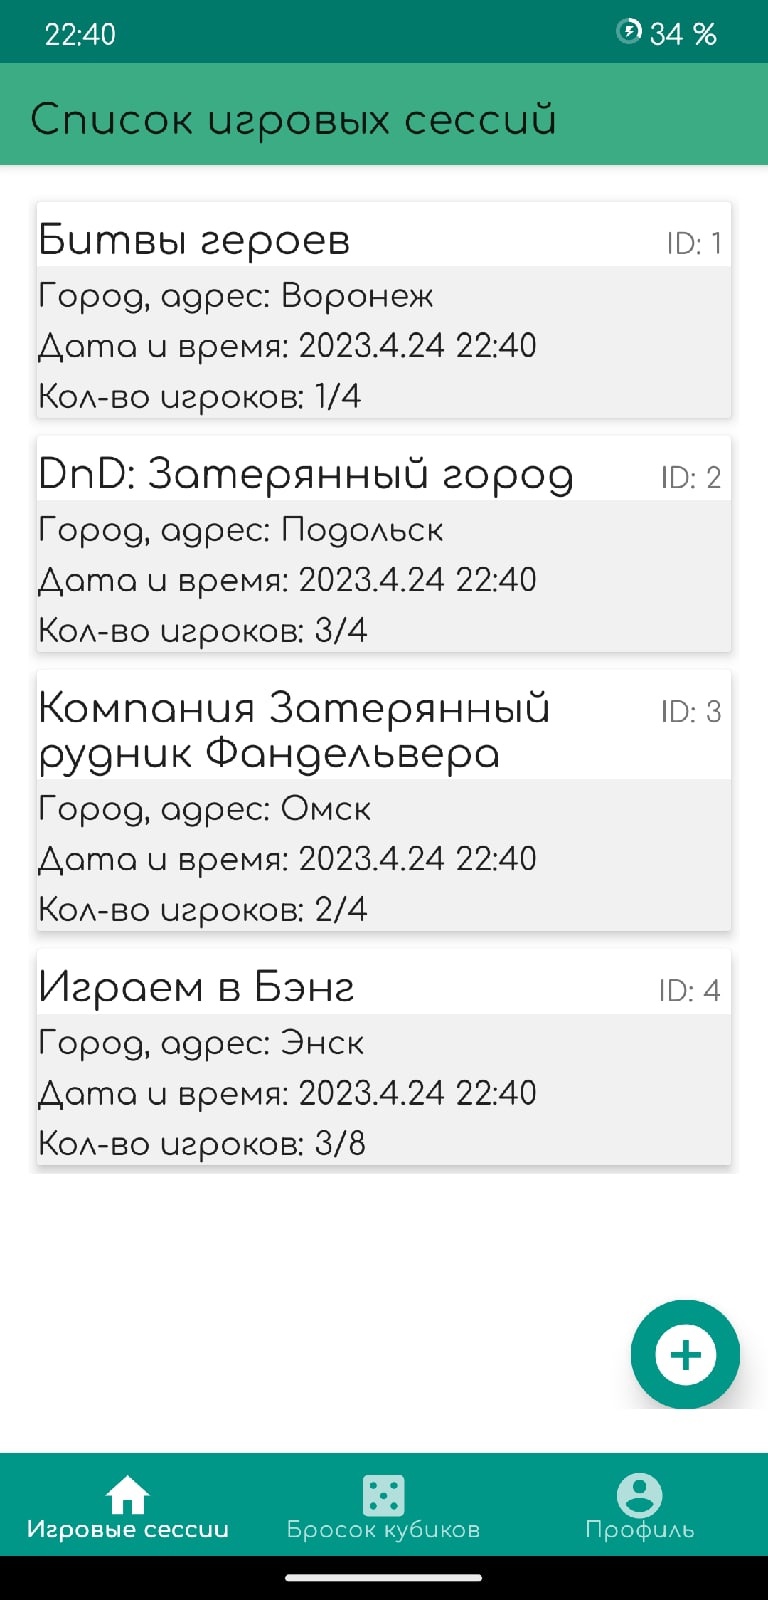 22:40
34 %
Список игровых сессий
Битвы героев
ID: 1
Город, адрес: Воронеж
Дата и время: 2023.4.24 22:40
Кол-во игроков: 1/4
DnD: Затерянный город
ID: 2
Город, адрес: Подольск
Дата и время: 2023.4.24 22:40
Кол-во игроков: 3/4
Компания Затерянный
ID: 3
рудник Фандельвера
Город, адрес: Омск
Дата и время: 2023.4.24 22:40
Кол-во игроков: 2/4
Играем в Бэнг
ID: 4
Город, адрес: Энск
Дата и время: 2023.4.24 22:40
Кол-во игроков: 3/8
Игровые сессии
Бросок кубиков
Профиль